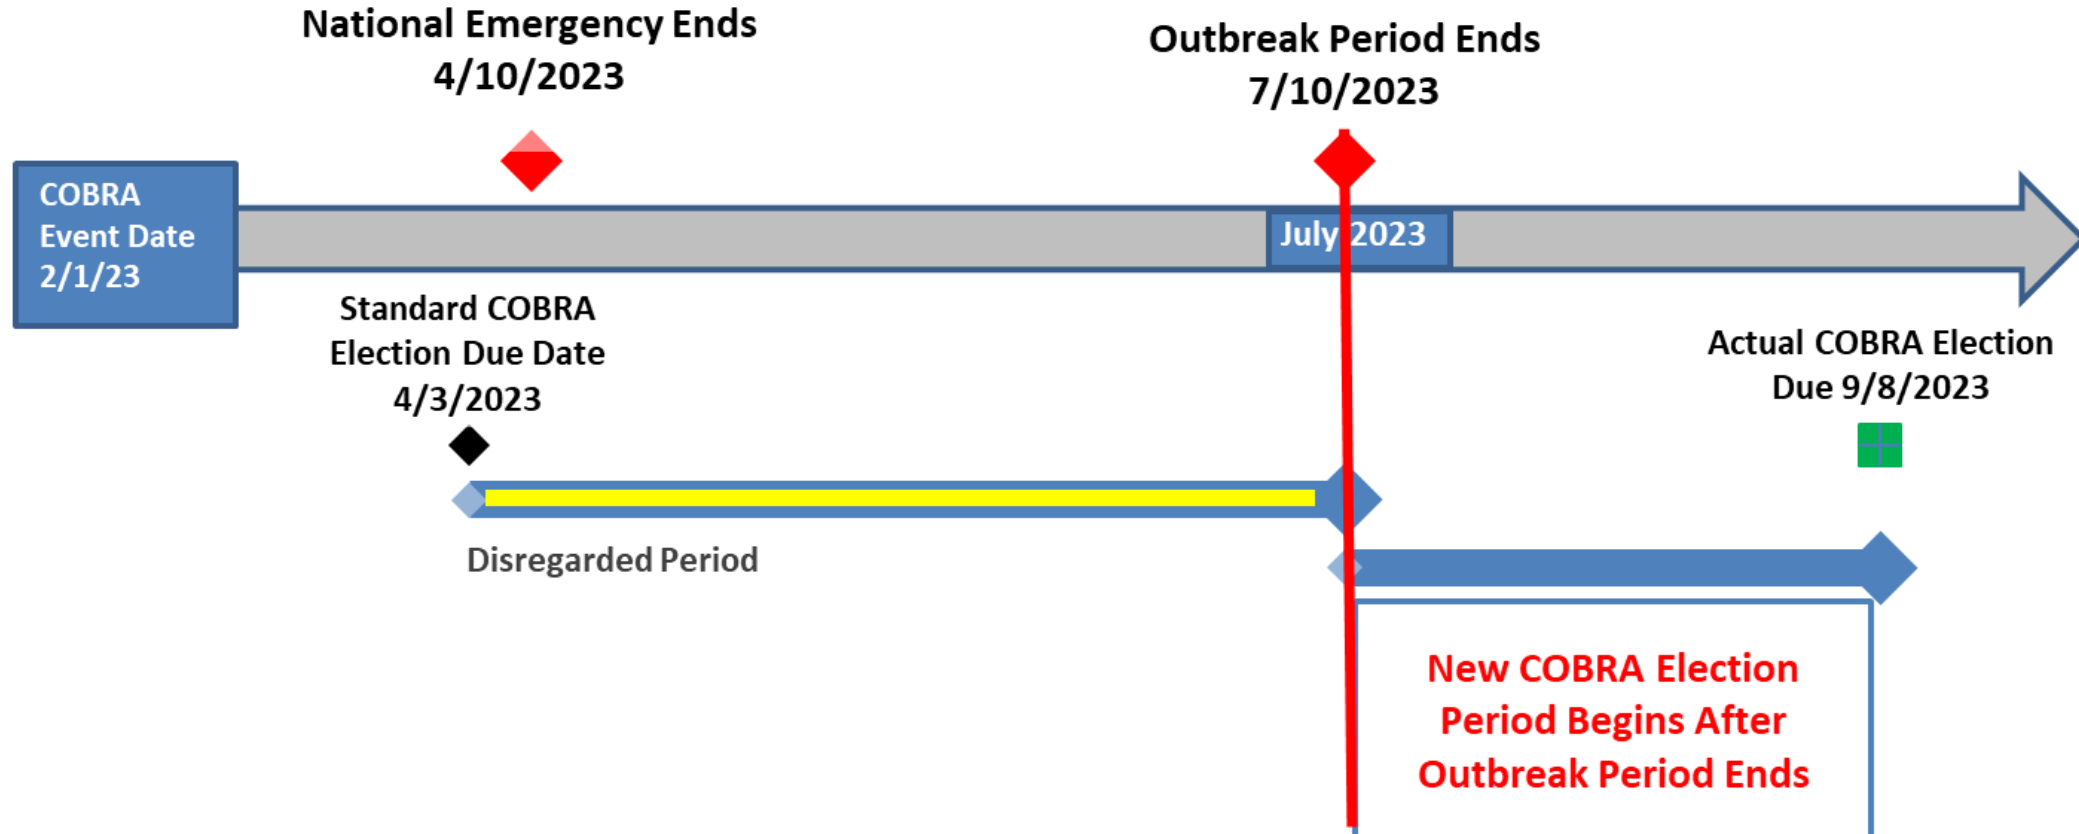 National Emergency Ends
4/10/2023
Outbreak Period Ends
7/10/2023
COBRA
Event Date
2/1/23
July 2023
Standard COBRA
Election Due Date
4/3/2023
Actual COBRA Election
Due 9/8/2023
Disregarded Period
New COBRA Election
Period Begins After
Outbreak Period Ends